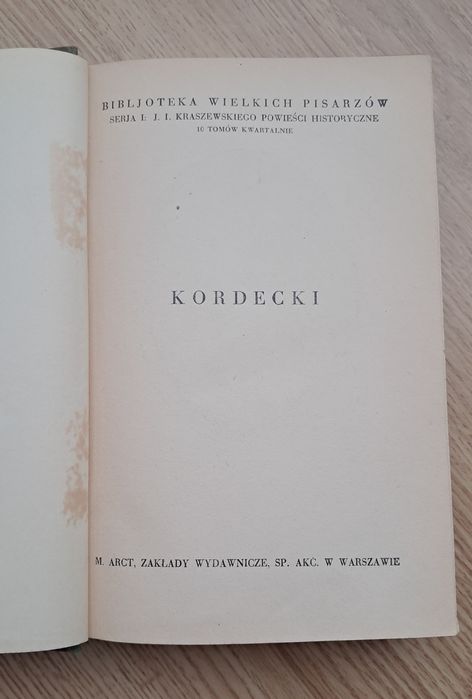 BIBLJOTEKA WIELKICH PISARZÓW
SERJA I: J. I. KRASZEWSKIEGO POWIEŚCI HISTORYCZNE
10 TOMÓW KWARTALNIE
KORDECKI
M. ARCT, ZAKŁADY WYDAWNICZE, SP. AKC. W WARSZAWIE